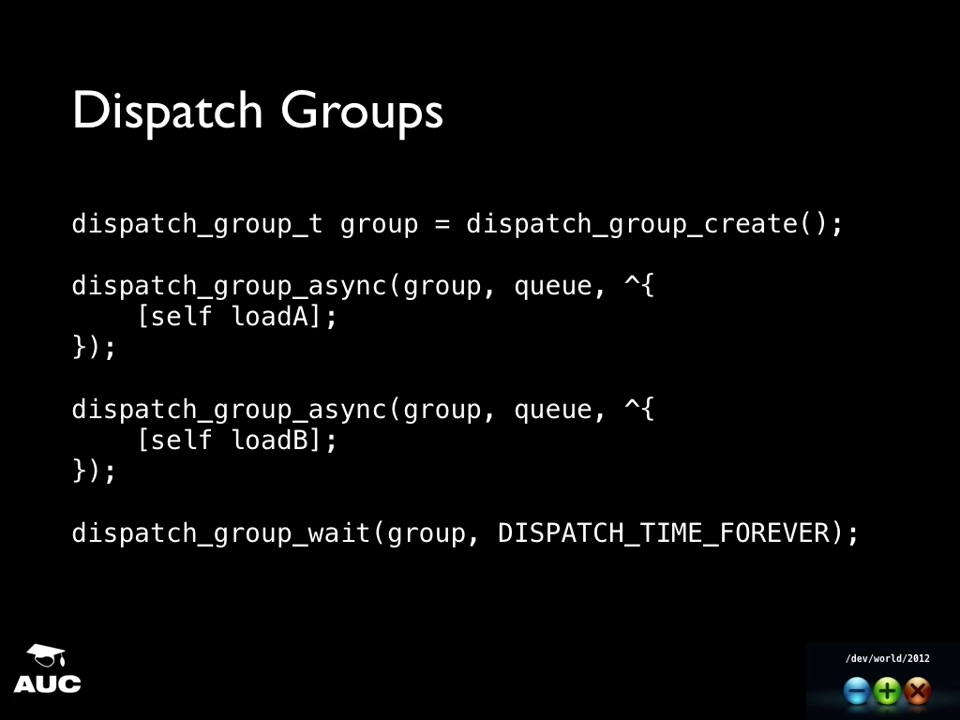 Dispatch Groups
dispatch_group_t group = dispatch_group_create();
dispatch_group_async(group, queue, ^{
    [self loadA];
});
dispatch_group_async(group, queue, ^{
    [self loadB];
});
dispatch_group_wait(group, DISPATCH_TIME_FOREVER);
AUC
/dev/world/2012